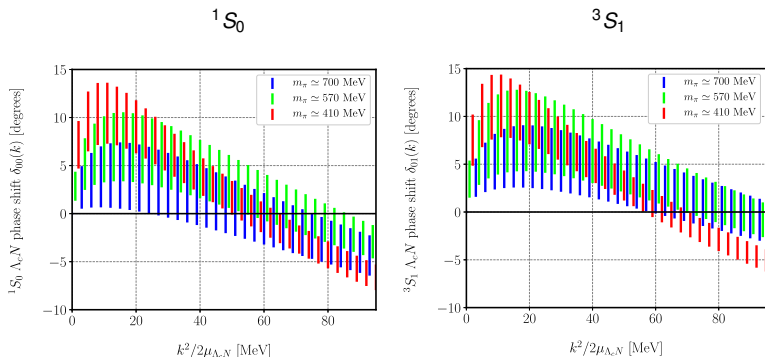 ¹S₀
³S₁
15
10
5
0
−5
−10
0
20
40
60
80
¹S₀ Λ_cN phase shift δ₀₀(k) [degrees]
k²/2μ_{Λ_cN} [MeV]
m_π ≃ 700 MeV
m_π ≃ 570 MeV
m_π ≃ 410 MeV
15
10
5
0
−5
−10
0
20
40
60
80
³S₁ Λ_cN phase shift δ₀₁(k) [degrees]
k²/2μ_{Λ_cN} [MeV]
m_π ≃ 700 MeV
m_π ≃ 570 MeV
m_π ≃ 410 MeV